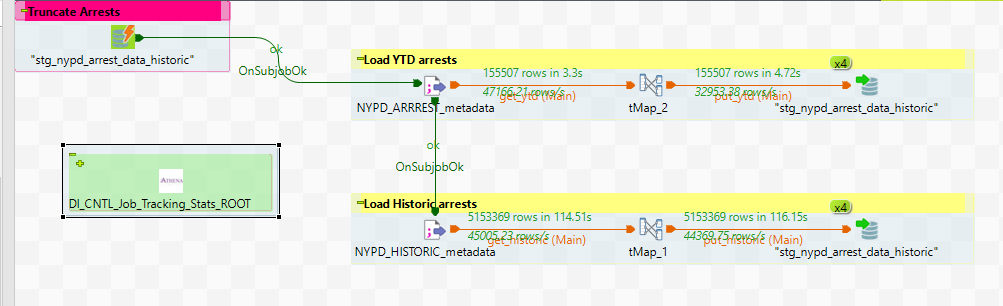 Truncate Arrests
"stg_nypd_arrest_data_historic"
ok
OnSubjobOk
Load YTD arrests
x4
155507 rows in 3.3s
47166.21 rows/s
get_ytd (Main)
155507 rows in 4.72s
32953.38 rows/s
put_ytd (Main)
NYPD_ARRREST_metadata
tMap_2
"stg_nypd_arrest_data_historic"
ok
OnSubjobOk
ATHENA
DI_CNTL_Job_Tracking_Stats_ROOT
Load Historic arrests
x4
5153369 rows in 114.51s
45005.23 rows/s
get_historic (Main)
5153369 rows in 116.15s
44369.75 rows/s
put_historic (Main)
NYPD_HISTORIC_metadata
tMap_1
"stg_nypd_arrest_data_historic"